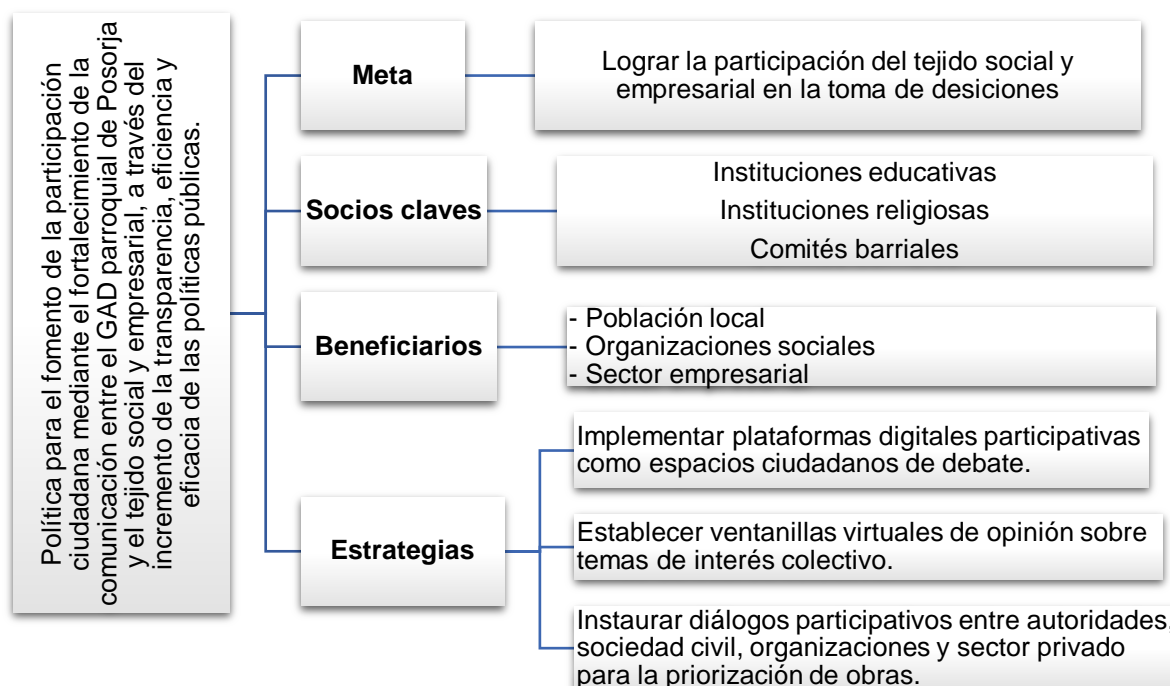 Política para el fomento de la participación
ciudadana mediante el fortalecimiento de la
comunicación entre el GAD parroquial de Posorja
y el tejido social y empresarial, a través del
incremento de la transparencia, eficiencia y
eficacia de las políticas públicas.
Meta
Lograr la participación del tejido social y
empresarial en la toma de desiciones
Socios claves
Instituciones educativas
Instituciones religiosas
Comités barriales
Beneficiarios
- Población local
- Organizaciones sociales
- Sector empresarial
Estrategias
Implementar plataformas digitales participativas
como espacios ciudadanos de debate.
Establecer ventanillas virtuales de opinión sobre
temas de interés colectivo.
Instaurar diálogos participativos entre autoridades,
sociedad civil, organizaciones y sector privado
para la priorización de obras.